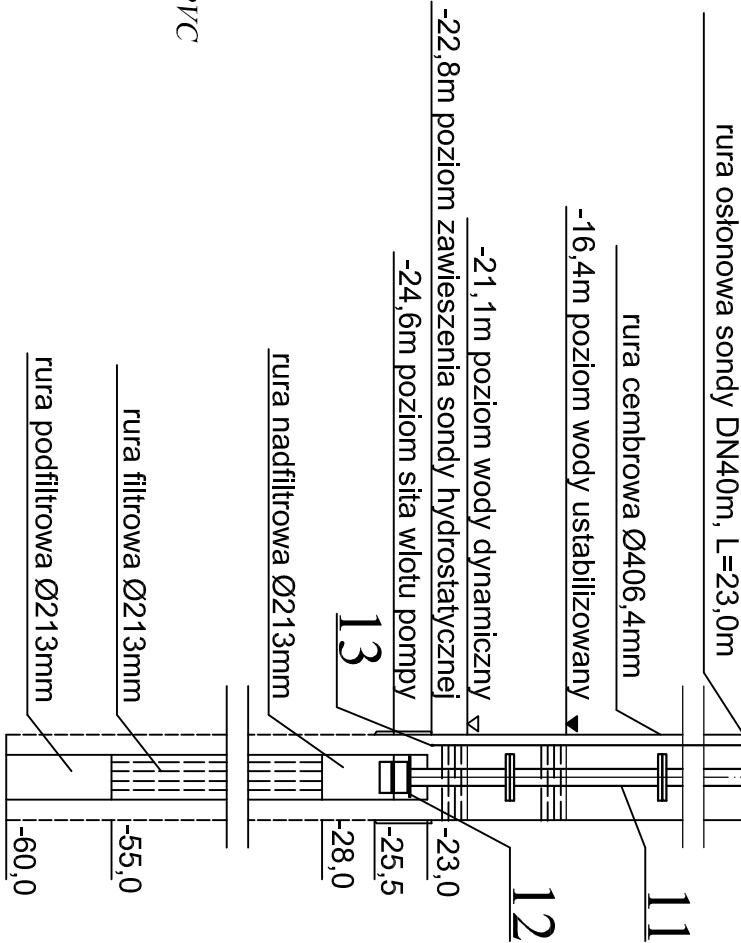 rura osłonowa sondy DN40m, L=23,0m
rura cembrowa Ø406,4mm
-16,4m poziom wody ustabilizowany
-21,1m poziom wody dynamiczny
-22,8m poziom zawieszenia sondy hydrostatycznej
-24,6m poziom sita wlotu pompy
rura nadfiltrowa Ø213mm
rura filtrowa Ø213mm
rura podfiltrowa Ø213mm
11
12
13
-23,0
-25,5
-28,0
-55,0
-60,0
PVC